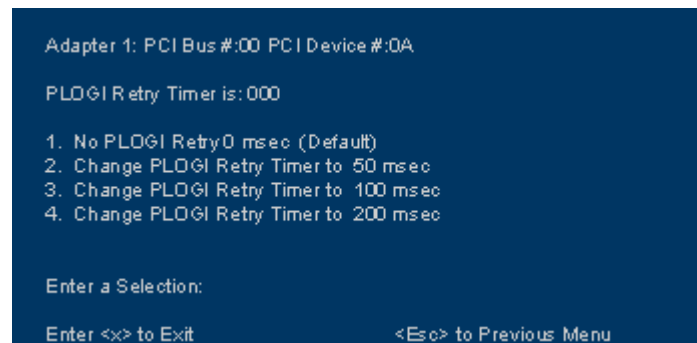 Adapter 1: PCI Bus #:00 PCI Device #:0A
PLOGI Retry Timer is: 000
1. No PLOGI Retry 0 msec (Default)
2. Change PLOGI Retry Timer to 50 msec
3. Change PLOGI Retry Timer to 100 msec
4. Change PLOGI Retry Timer to 200 msec
Enter a Selection:
Enter <x> to Exit <Esc> to Previous Menu